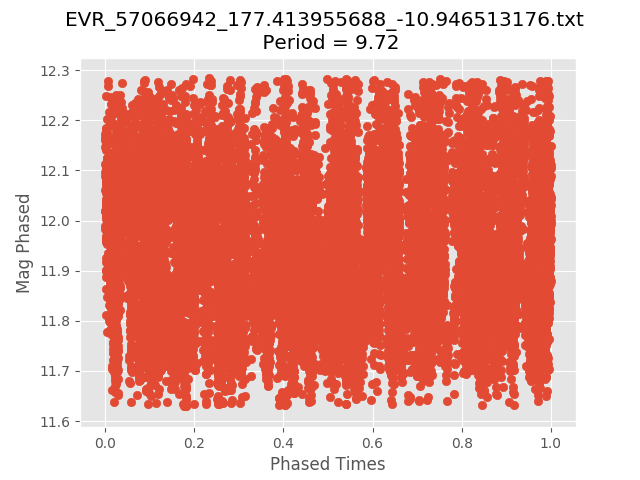 EVR_57066942_177.413955688_-10.946513176.txt
Period = 9.72
12.3
12.2
12.1
12.0
11.9
11.8
11.7
11.6
Mag Phased
0.0 0.2 0.4 0.6 0.8 1.0
Phased Times